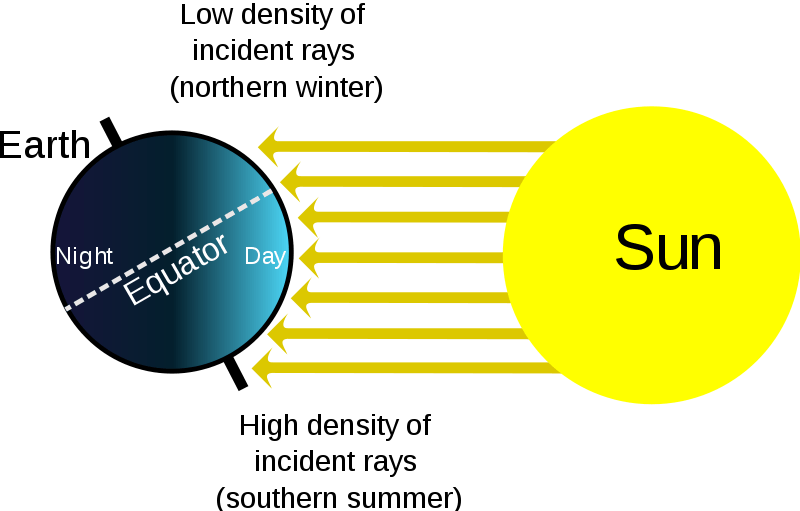 Low density of
incident rays
(northern winter)
Earth
Night
Equator
Day
Sun
High density of
incident rays
(southern summer)